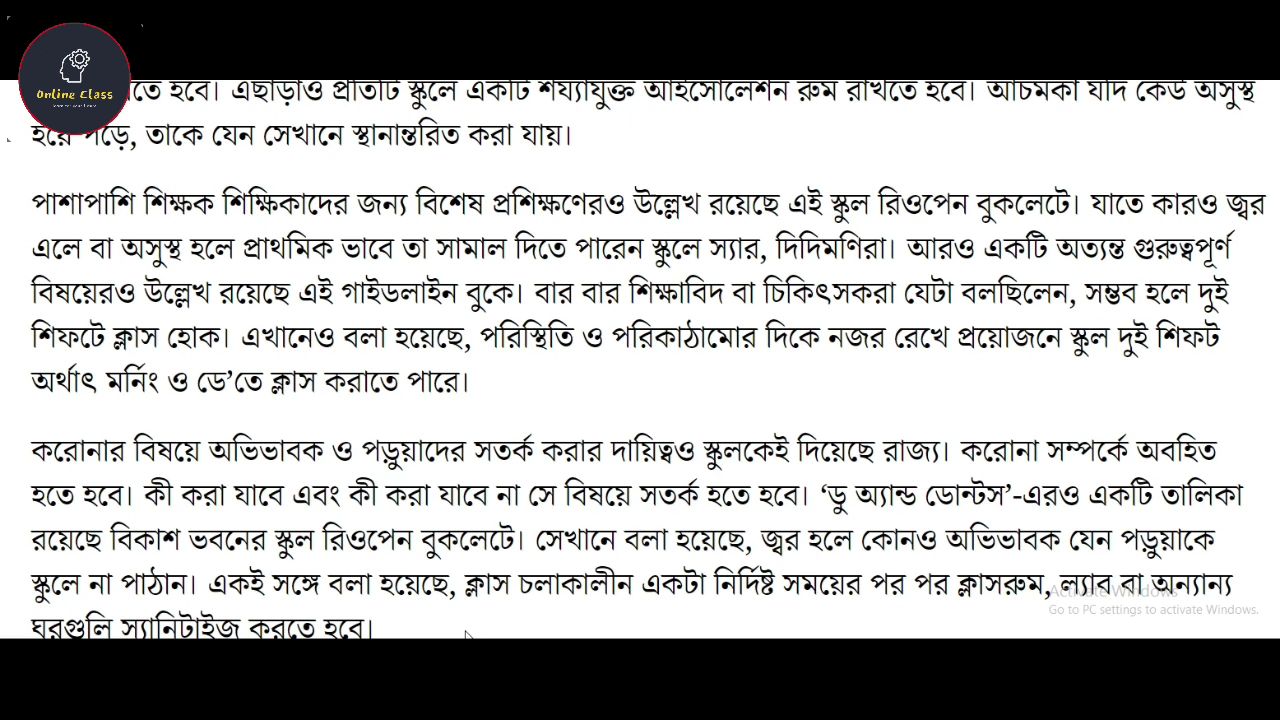 Online Class
তে হবে। এছাড়াও প্রতিটি স্কুলে একটি শয্যাযুক্ত আইসোলেশন রুম রাখতে হবে। আচমকা যদি কেউ অসুস্থ
হয়ে পড়ে, তাকে যেন সেখানে স্থানান্তরিত করা যায়।
পাশাপাশি শিক্ষক শিক্ষিকাদের জন্য বিশেষ প্রশিক্ষণেরও উল্লেখ রয়েছে এই স্কুল রিওপেন বুকলেটে। যাতে কারও জ্বর
এলে বা অসুস্থ হলে প্রাথমিক ভাবে তা সামাল দিতে পারেন স্কুলে স্যার, দিদিমণিরা। আরও একটি অত্যন্ত গুরুত্বপূর্ণ
বিষয়েরও উল্লেখ রয়েছে এই গাইডলাইন বুকে। বার বার শিক্ষাবিদ বা চিকিৎসকরা যেটা বলছিলেন, সম্ভব হলে দুই
শিফটে ক্লাস হোক। এখানেও বলা হয়েছে, পরিস্থিতি ও পরিকাঠামোর দিকে নজর রেখে প্রয়োজনে স্কুল দুই শিফট
অর্থাৎ মর্নিং ও ডে’তে ক্লাস করাতে পারে।
করোনার বিষয়ে অভিভাবক ও পড়ুয়াদের সতর্ক করার দায়িত্বও স্কুলকেই দিয়েছে রাজ্য। করোনা সম্পর্কে অবহিত
হতে হবে। কী করা যাবে এবং কী করা যাবে না সে বিষয়ে সতর্ক হতে হবে। ‘ডু অ্যান্ড ডোন্টস’-এরও একটি তালিকা
রয়েছে বিকাশ ভবনের স্কুল রিওপেন বুকলেটে। সেখানে বলা হয়েছে, জ্বর হলে কোনও অভিভাবক যেন পড়ুয়াকে
স্কুলে না পাঠান। একই সঙ্গে বলা হয়েছে, ক্লাস চলাকালীন একটা নির্দিষ্ট সময়ের পর পর ক্লাসরুম, ল্যাব বা অন্যান্য
ঘরগুলি স্যানিটাইজ করতে হবে।
Activate Windows
Go to PC settings to activate Windows.